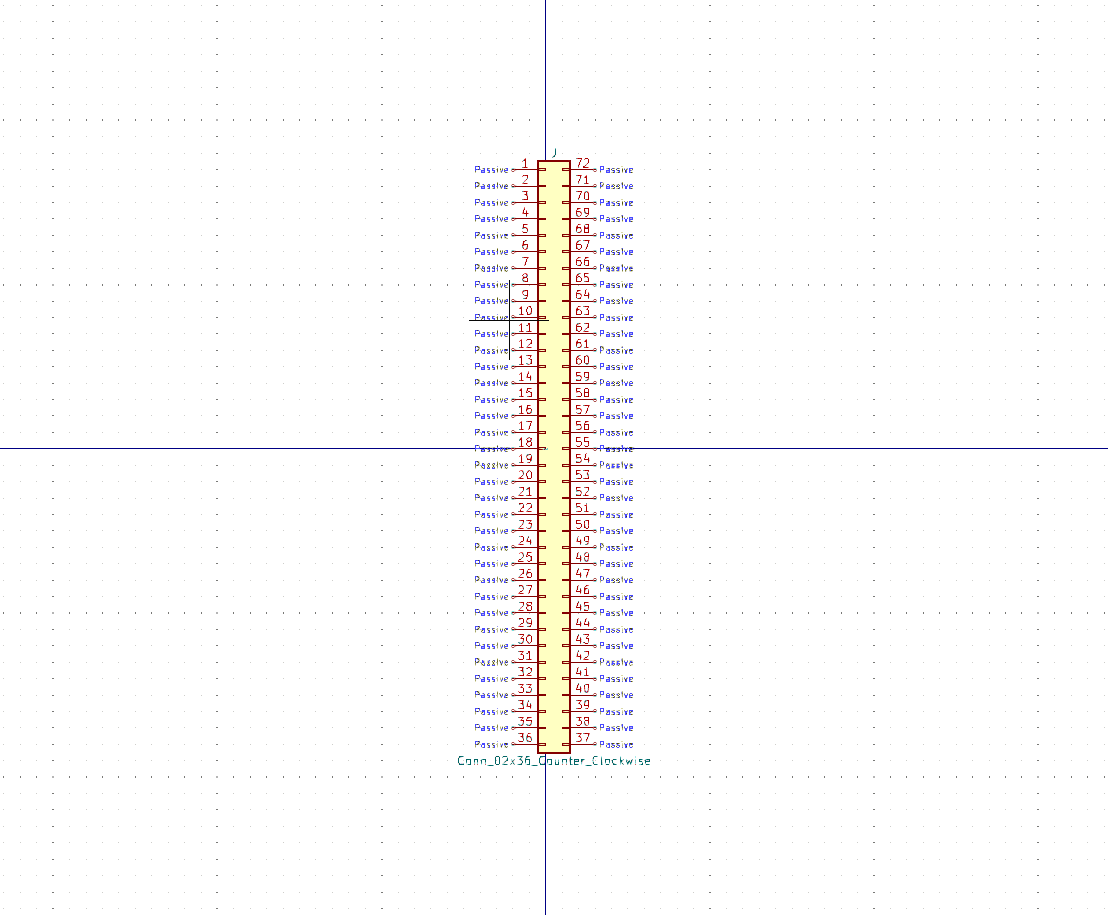 J
Passive 1 72 Passive
Passive 2 71 Passive
Passive 3 70 Passive
Passive 4 69 Passive
Passive 5 68 Passive
Passive 6 67 Passive
Passive 7 66 Passive
Passive 8 65 Passive
Passive 9 64 Passive
Passive 10 63 Passive
Passive 11 62 Passive
Passive 12 61 Passive
Passive 13 60 Passive
Passive 14 59 Passive
Passive 15 58 Passive
Passive 16 57 Passive
Passive 17 56 Passive
Passive 18 55 Passive
Passive 19 54 Passive
Passive 20 53 Passive
Passive 21 52 Passive
Passive 22 51 Passive
Passive 23 50 Passive
Passive 24 49 Passive
Passive 25 48 Passive
Passive 26 47 Passive
Passive 27 46 Passive
Passive 28 45 Passive
Passive 29 44 Passive
Passive 30 43 Passive
Passive 31 42 Passive
Passive 32 41 Passive
Passive 33 40 Passive
Passive 34 39 Passive
Passive 35 38 Passive
Passive 36 37 Passive
Conn_02x36_Counter_Clockwise